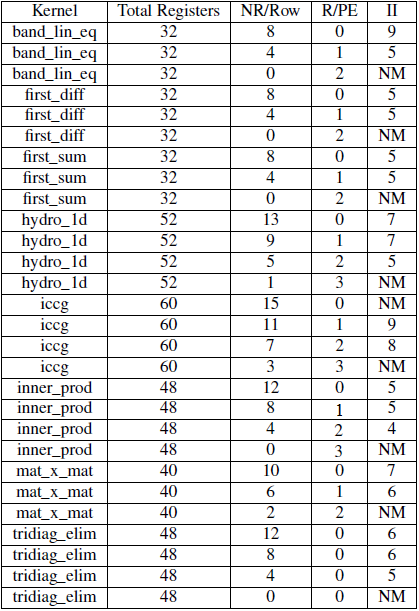 Kernel Total Registers NR/Row R/PE II
band_lin_eq 32 8 0 9
band_lin_eq 32 4 1 5
band_lin_eq 32 0 2 NM
first_diff 32 8 0 5
first_diff 32 4 1 5
first_diff 32 0 2 NM
first_sum 32 8 0 5
first_sum 32 4 1 5
first_sum 32 0 2 NM
hydro_1d 52 13 0 7
hydro_1d 52 9 1 7
hydro_1d 52 5 2 5
hydro_1d 52 1 3 NM
iccg 60 15 0 NM
iccg 60 11 1 9
iccg 60 7 2 8
iccg 60 3 3 NM
inner_prod 48 12 0 5
inner_prod 48 8 1 5
inner_prod 48 4 2 4
inner_prod 48 0 3 NM
mat_x_mat 40 10 0 7
mat_x_mat 40 6 1 6
mat_x_mat 40 2 2 NM
tridiag_elim 48 12 0 6
tridiag_elim 48 8 0 6
tridiag_elim 48 4 0 5
tridiag_elim 48 0 0 NM